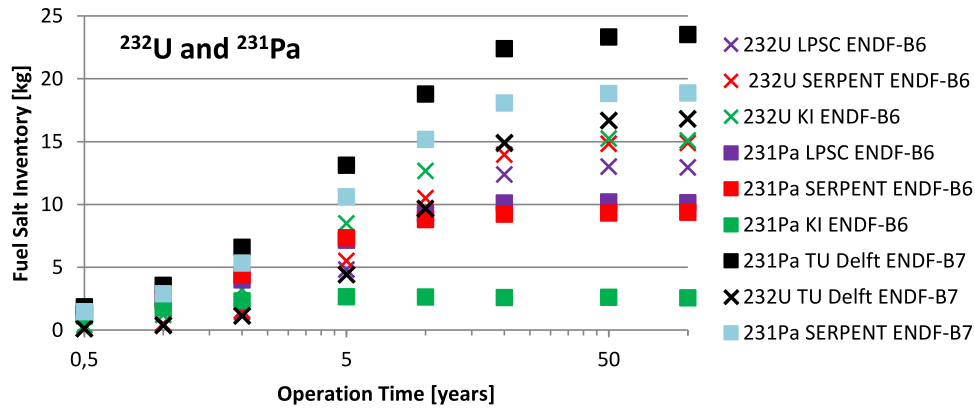 25
20
15
10
5
0
Fuel Salt Inventory [kg]
²³²U and ²³¹Pa
0,5
5
50
Operation Time [years]
232U LPSC ENDF-B6
232U SERPENT ENDF-B6
232U KI ENDF-B6
231Pa LPSC ENDF-B6
231Pa SERPENT ENDF-B6
231Pa KI ENDF-B6
231Pa TU Delft ENDF-B7
232U TU Delft ENDF-B7
231Pa SERPENT ENDF-B7